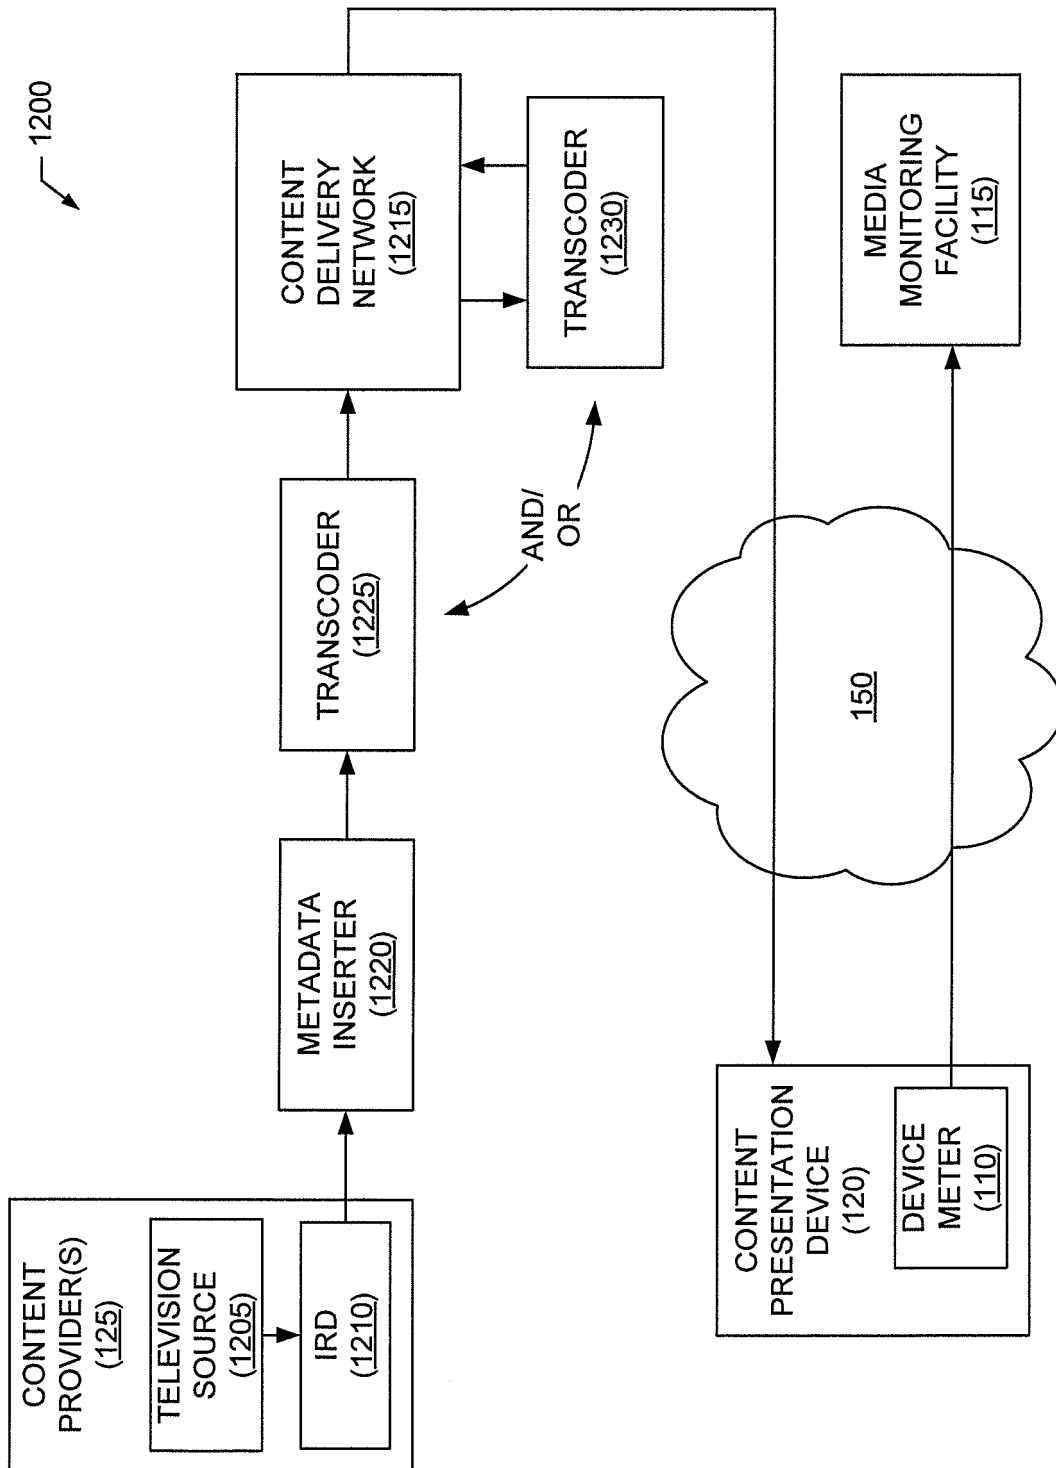 1200
CONTENT
PROVIDER(S)
(125)
TELEVISION
SOURCE
(1205)
IRD
(1210)
METADATA
INSERTER
(1220)
TRANSCODER
(1225)
CONTENT
DELIVERY
NETWORK
(1215)
AND/
OR
TRANSCODER
(1230)
150
CONTENT
PRESENTATION
DEVICE
(120)
DEVICE
METER
(110)
MEDIA
MONITORING
FACILITY
(115)